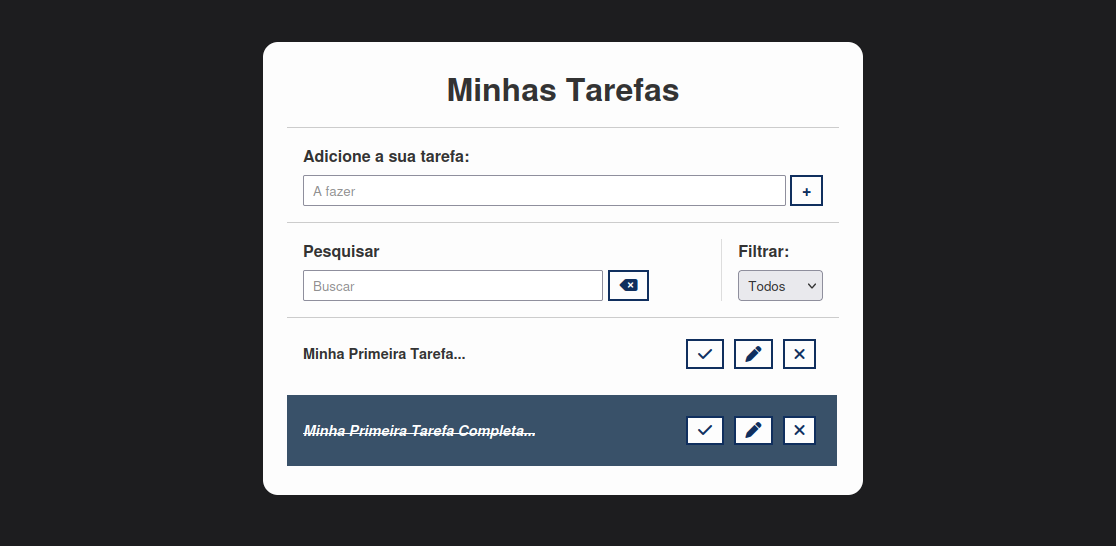 Minhas Tarefas
Adicione a sua tarefa:
A fazer
+
Pesquisar
Filtrar:
Buscar
Todos
Minha Primeira Tarefa...
Minha Primeira Tarefa Completa...